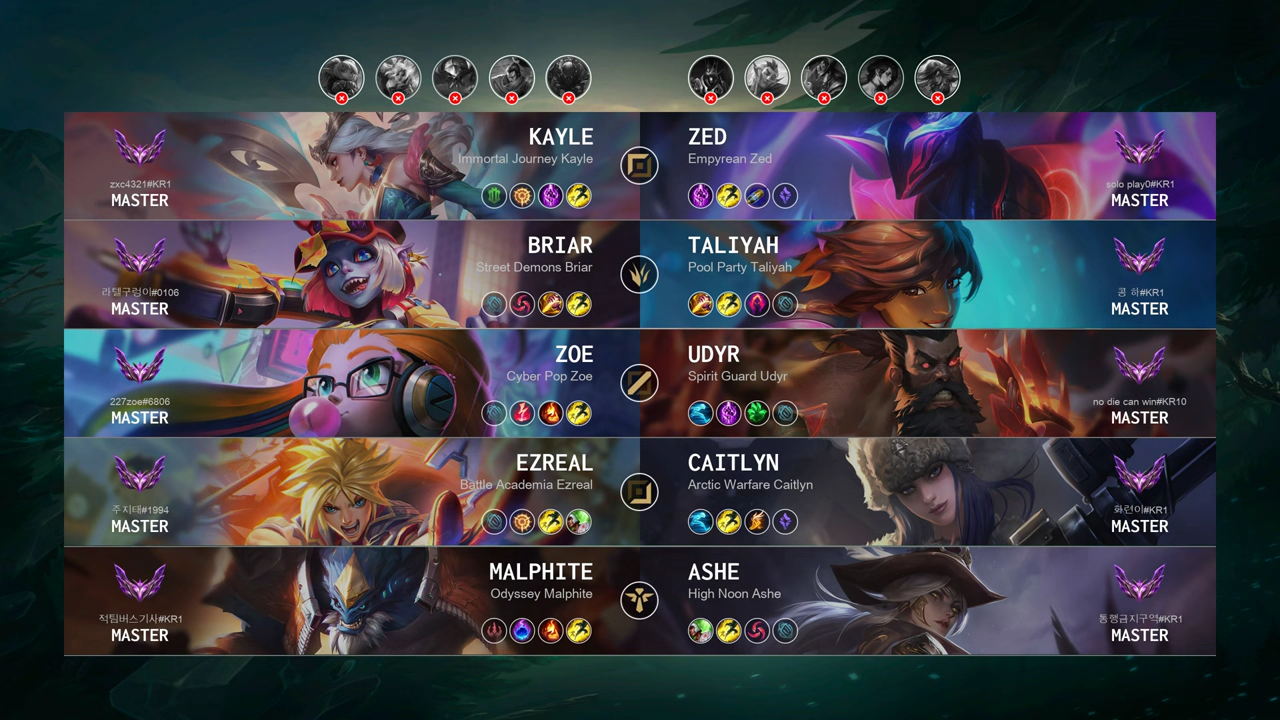 KAYLE
Immortal Journey Kayle
zxc4321#KR1
MASTER
ZED
Empyrean Zed
solo play0#KR1
MASTER
BRIAR
Street Demons Briar
라텔구렁이#0106
MASTER
TALIYAH
Pool Party Taliyah
콩 하#KR1
MASTER
ZOE
Cyber Pop Zoe
227zoe#6806
MASTER
UDYR
Spirit Guard Udyr
no die can win#KR10
MASTER
EZREAL
Battle Academia Ezreal
주지태#1994
MASTER
CAITLYN
Arctic Warfare Caitlyn
화련이#KR1
MASTER
MALPHITE
Odyssey Malphite
적팀버스기사#KR1
MASTER
ASHE
High Noon Ashe
통행금지구역#KR1
MASTER